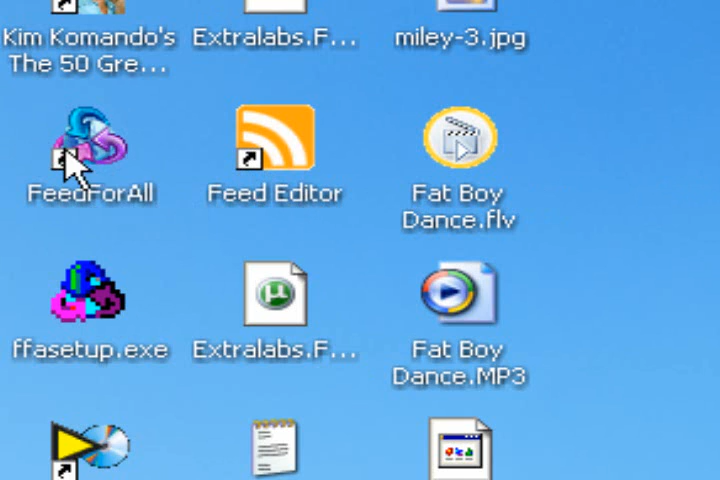 Kim Komando's
The 50 Gre...
Extralabs.F...
miley-3.jpg
FeedForAll
Feed Editor
Fat Boy
Dance.flv
ffasetup.exe
Extralabs.F...
Fat Boy
Dance.MP3